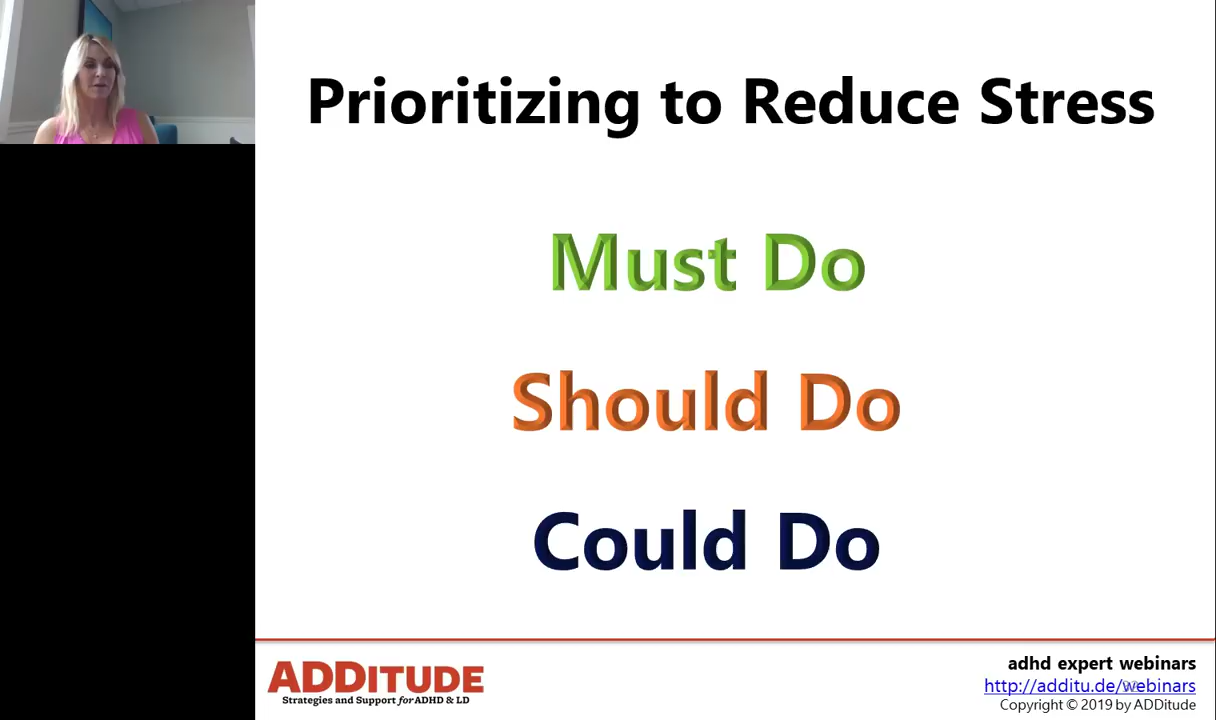 Prioritizing to Reduce Stress
Must Do
Should Do
Could Do
ADDITUDE
Strategies and Support for ADHD & LD
adhd expert webinars
http://additu.de/webinars
Copyright © 2019 by ADDitude